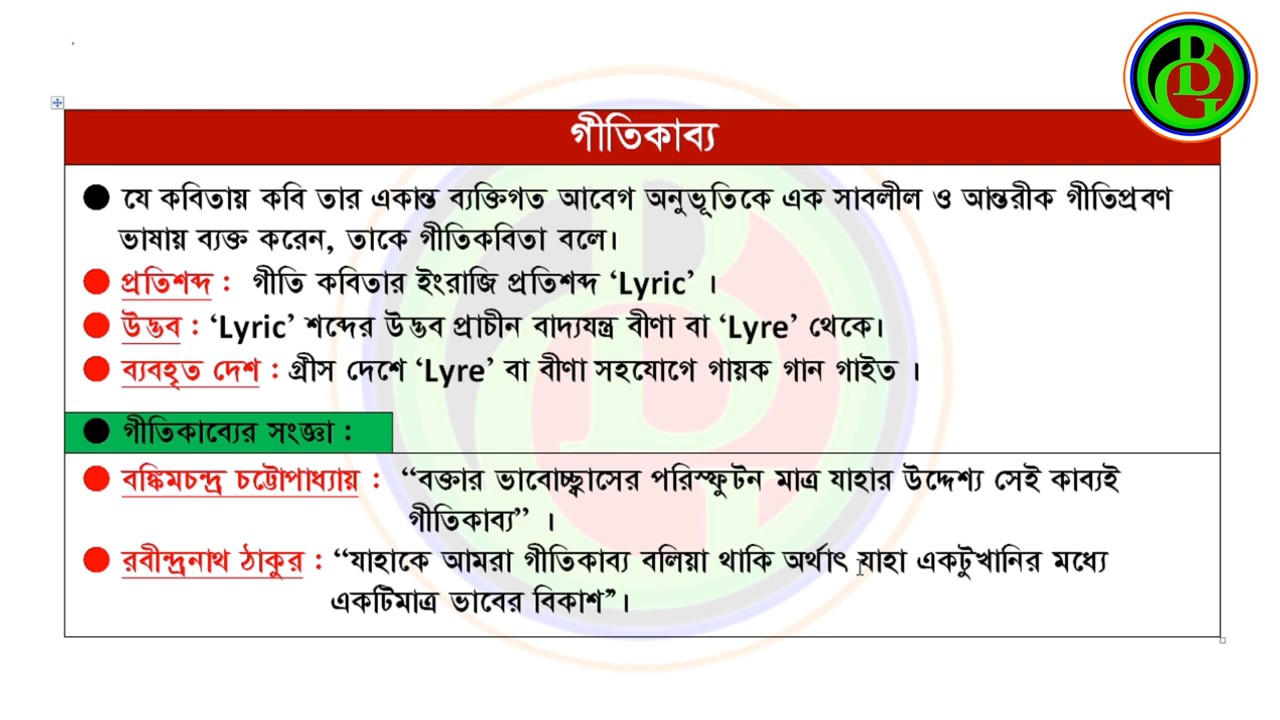 গীতিকাব্য
যে কবিতায় কবি তার একান্ত ব্যক্তিগত আবেগ অনুভূতিকে এক সাবলীল ও আন্তরীক গীতিপ্রবণ
ভাষায় ব্যক্ত করেন, তাকে গীতিকবিতা বলে।
প্রতিশব্দ : গীতি কবিতার ইংরাজি প্রতিশব্দ ‘Lyric’ ।
উদ্ভব : ‘Lyric’ শব্দের উদ্ভব প্রাচীন বাদ্যযন্ত্র বীণা বা ‘Lyre’ থেকে।
ব্যবহৃত দেশ : গ্রীস দেশে ‘Lyre’ বা বীণা সহযোগে গায়ক গান গাইত ।
গীতিকাব্যের সংজ্ঞা :
বঙ্কিমচন্দ্র চট্টোপাধ্যায় : “বক্তার ভাবোচ্ছ্বাসের পরিস্ফুটন মাত্র যাহার উদ্দেশ্য সেই কাব্যই
গীতিকাব্য” ।
রবীন্দ্রনাথ ঠাকুর : “যাহাকে আমরা গীতিকাব্য বলিয়া থাকি অর্থাৎ যাহা একটুখানির মধ্যে
একটিমাত্র ভাবের বিকাশ”।